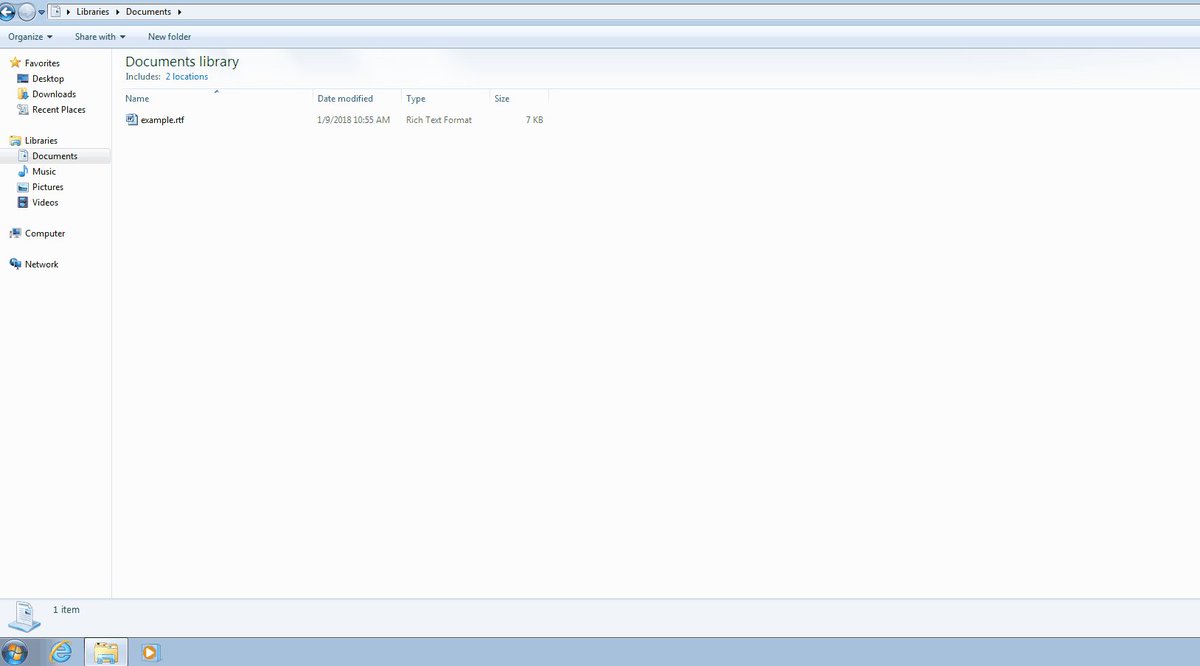 Libraries Documents
Organize Share with New folder
Favorites
Desktop
Downloads
Recent Places
Libraries
Documents
Music
Pictures
Videos
Computer
Network
Documents library
Includes: 2 locations
Name Date modified Type Size
example.rtf 1/9/2018 10:55 AM Rich Text Format 7 KB
1 item